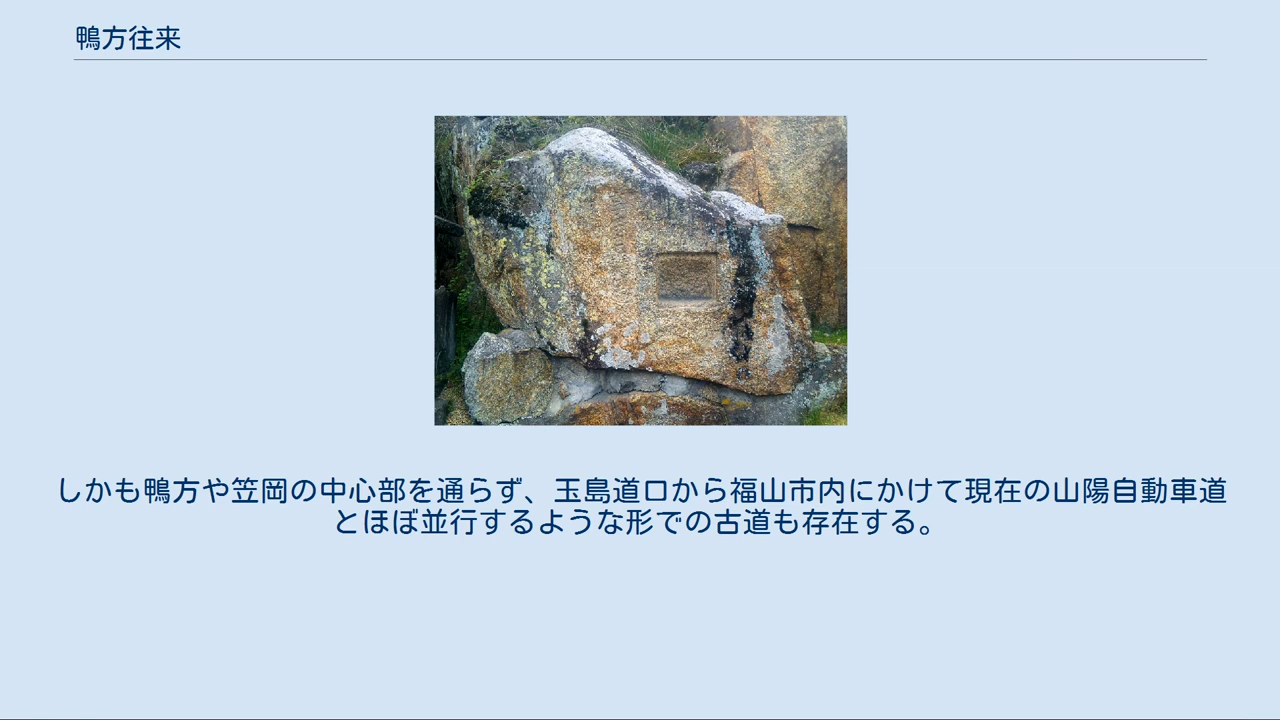 鴨方往来
しかも鴨方や笠岡の中心部を通らず、玉島道口から福山市内にかけて現在の山陽自動車道
とほぼ並行するような形での古道も存在する。